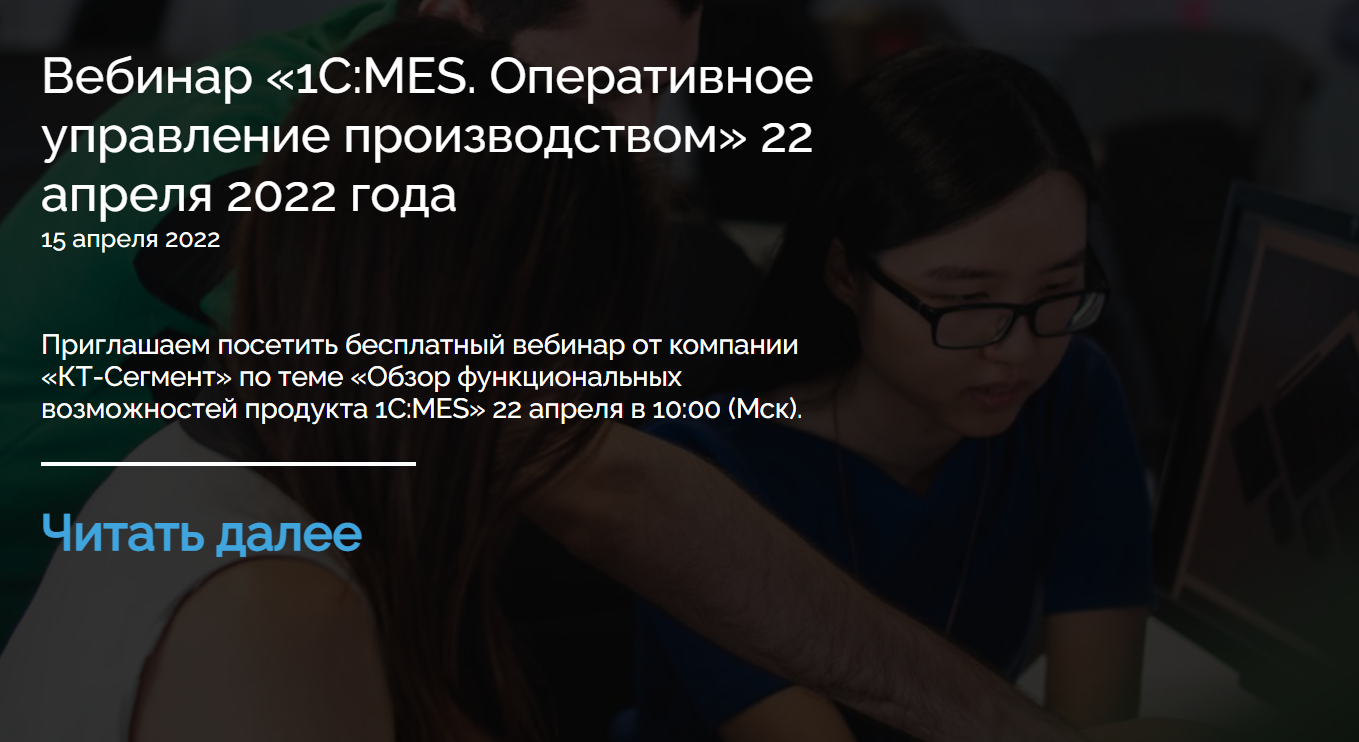 Вебинар «1С:MES. Оперативное
управление производством» 22
апреля 2022 года
15 апреля 2022
Приглашаем посетить бесплатный вебинар от компании
«КТ-Сегмент» по теме «Обзор функциональных
возможностей продукта 1С:MES» 22 апреля в 10:00 (Мск).
Читать далее